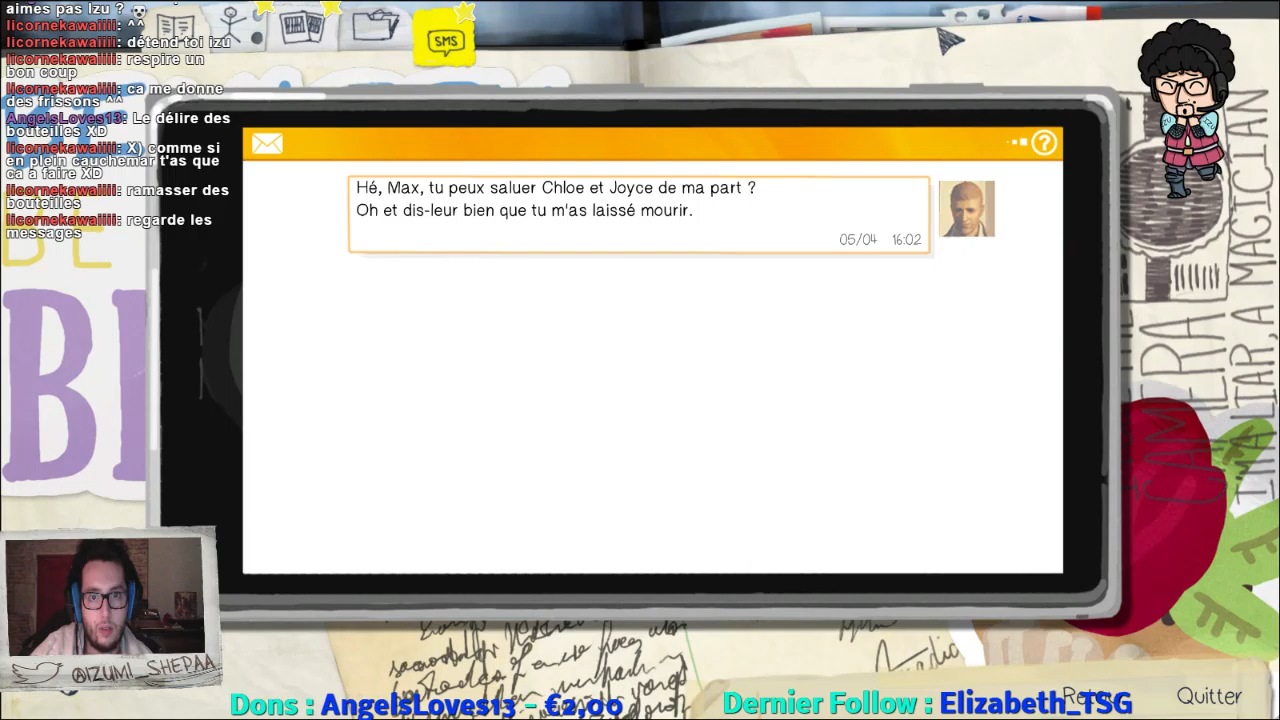 aimes pas Izu ?
licornekawaiiii: ^^
licornekawaiiii: détend toi izu
licornekawaiiii: respire un
bon coup
licornekawaiiii: ca me donne
des frissons ^^
AngelsLoves13: Le délire des
bouteilles XD
licornekawaiiii: X) comme si
en plein cauchemar t'as que
ca à faire XD
licornekawaiiii: ramasser des
bouteilles
licornekawaiiii: regarde les
messages
SMS
?
Hé, Max, tu peux saluer Chloe et Joyce de ma part ?
Oh et dis-leur bien que tu m'as laissé mourir.
05/04 16:02
CAMERA
LIAR, A MAGICIAN
@IZUMI_SHEPAA
Quitter
Dons : AngelsLoves13 - €2,00
Dernier Follow : Elizabeth_TSG